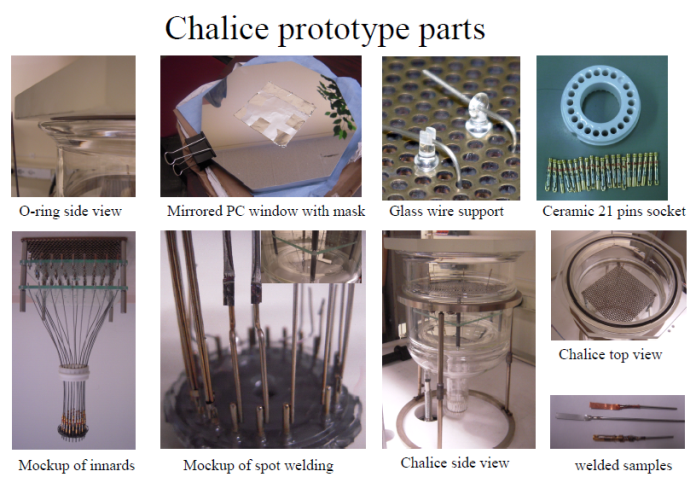 Chalice prototype parts
O-ring side view
Mirrored PC window with mask
Glass wire support
Ceramic 21 pins socket
Chalice top view
Mockup of innards
Mockup of spot welding
Chalice side view
welded samples